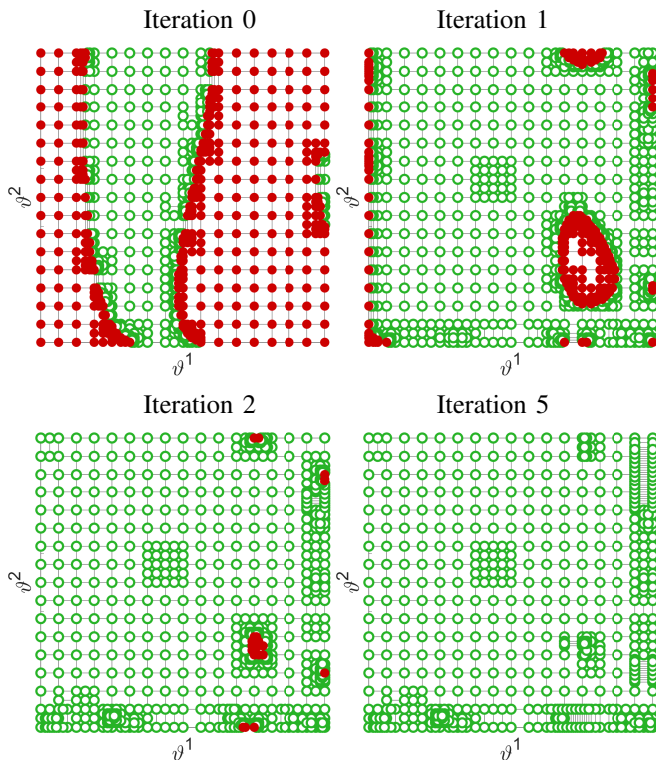 Iteration 0
Iteration 1
ϑ2
ϑ1
ϑ2
ϑ1
Iteration 2
Iteration 5
ϑ2
ϑ1
ϑ2
ϑ1